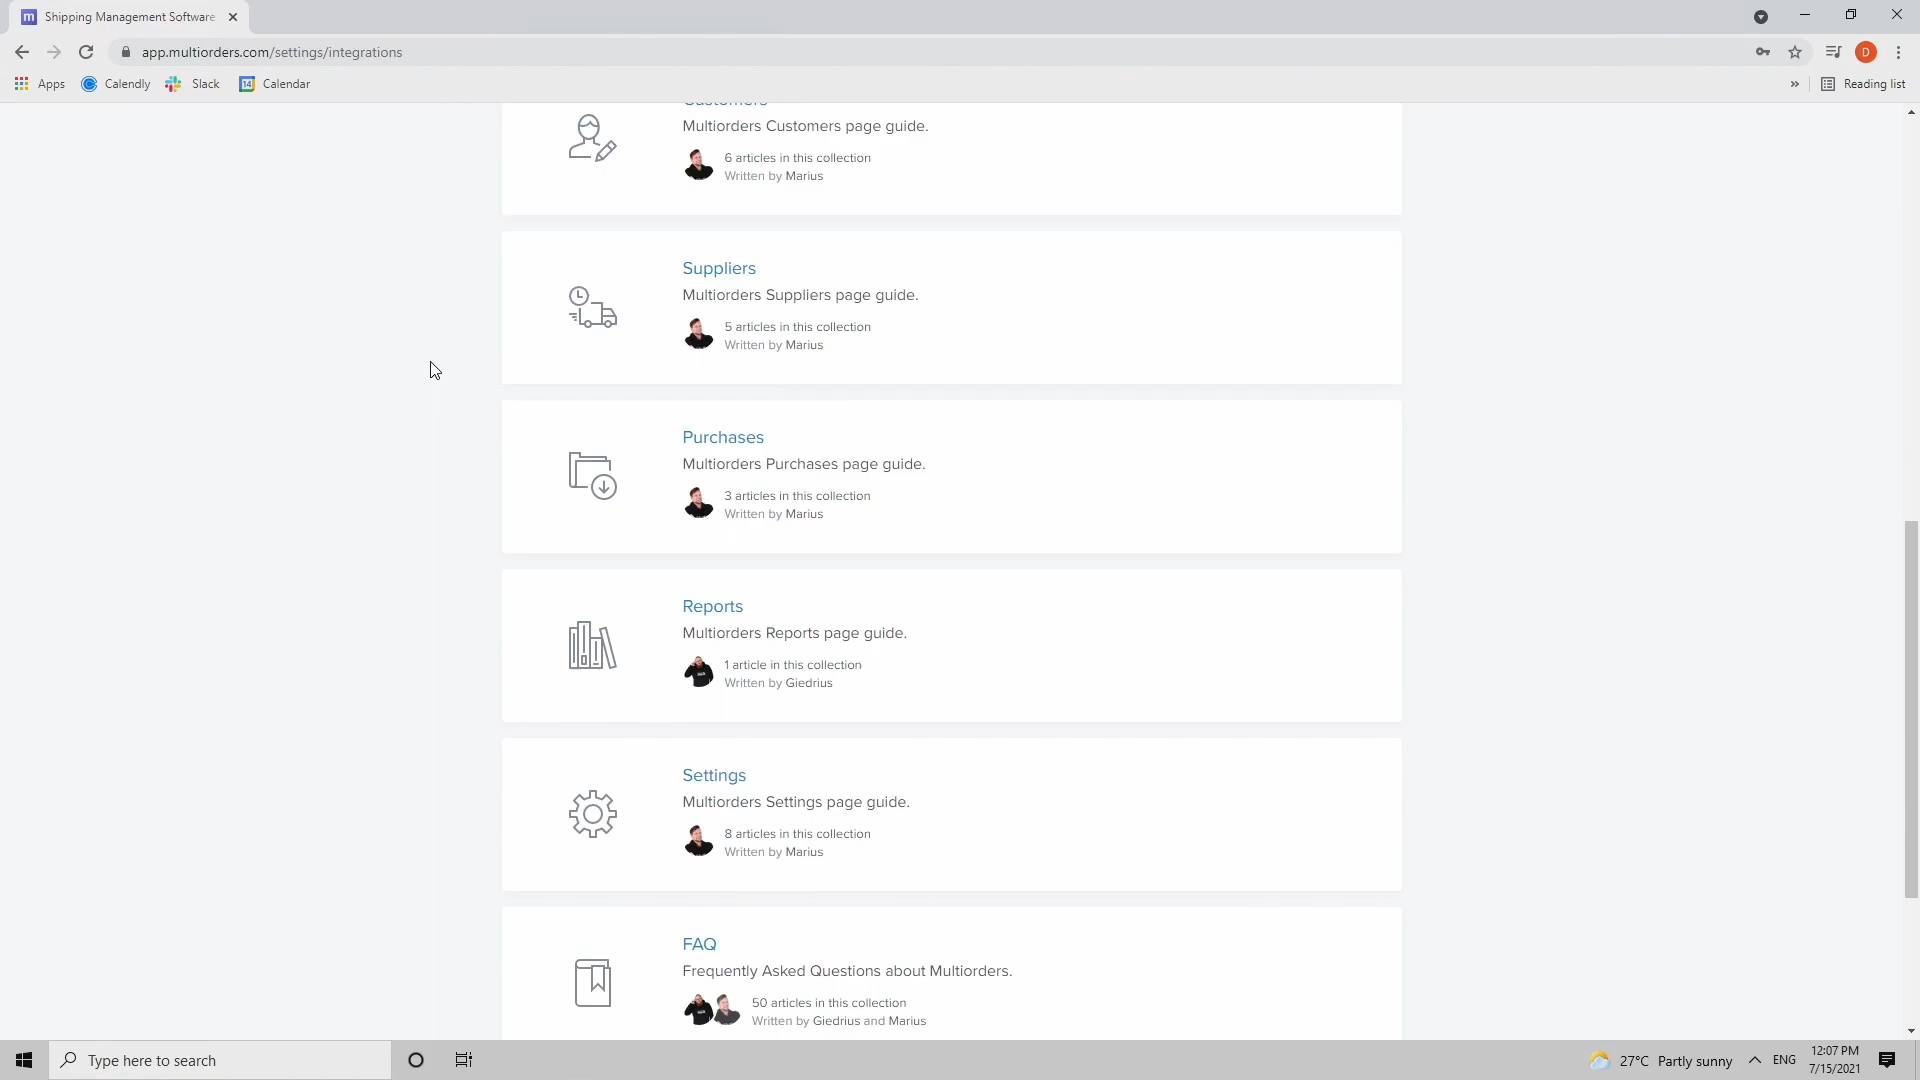 Shipping Management Software
app.multiorders.com/settings/integrations
D
Apps
Calendly
Slack
14
Calendar
»
Reading list
Customers
Multiorders Customers page guide.
6 articles in this collection
Written by Marius
Suppliers
Multiorders Suppliers page guide.
5 articles in this collection
Written by Marius
Purchases
Multiorders Purchases page guide.
3 articles in this collection
Written by Marius
Reports
Multiorders Reports page guide.
1 article in this collection
Written by Giedrius
Settings
Multiorders Settings page guide.
8 articles in this collection
Written by Marius
FAQ
Frequently Asked Questions about Multiorders.
50 articles in this collection
Written by Giedrius and Marius
Type here to search
27°C Partly sunny
ENG
12:07 PM
7/15/2021